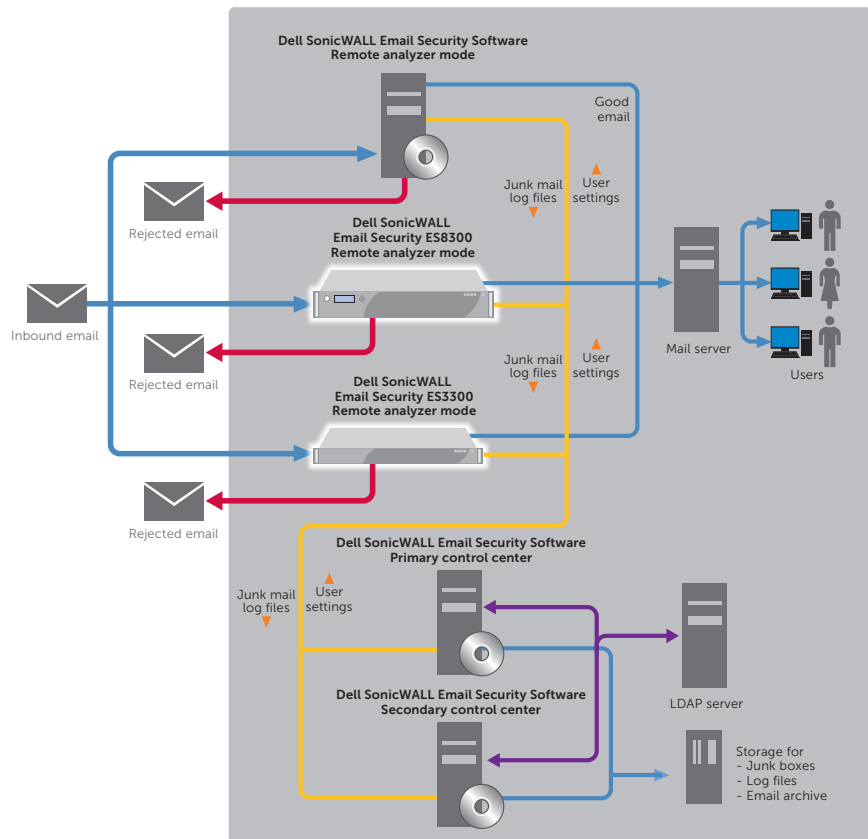 Dell SonicWALL Email Security Software
Remote analyzer mode
Good
email
Junk mail
log files
User
settings
Rejected email
Dell SonicWALL
Email Security ES8300
Remote analyzer mode
Inbound email
Mail server
Users
Rejected email
Junk mail
log files
User
settings
Dell SonicWALL
Email Security ES3300
Remote analyzer mode
Rejected email
Dell SonicWALL Email Security Software
Primary control center
Junk mail
log files
User
settings
LDAP server
Dell SonicWALL Email Security Software
Secondary control center
Storage for
- Junk boxes
- Log files
- Email archive